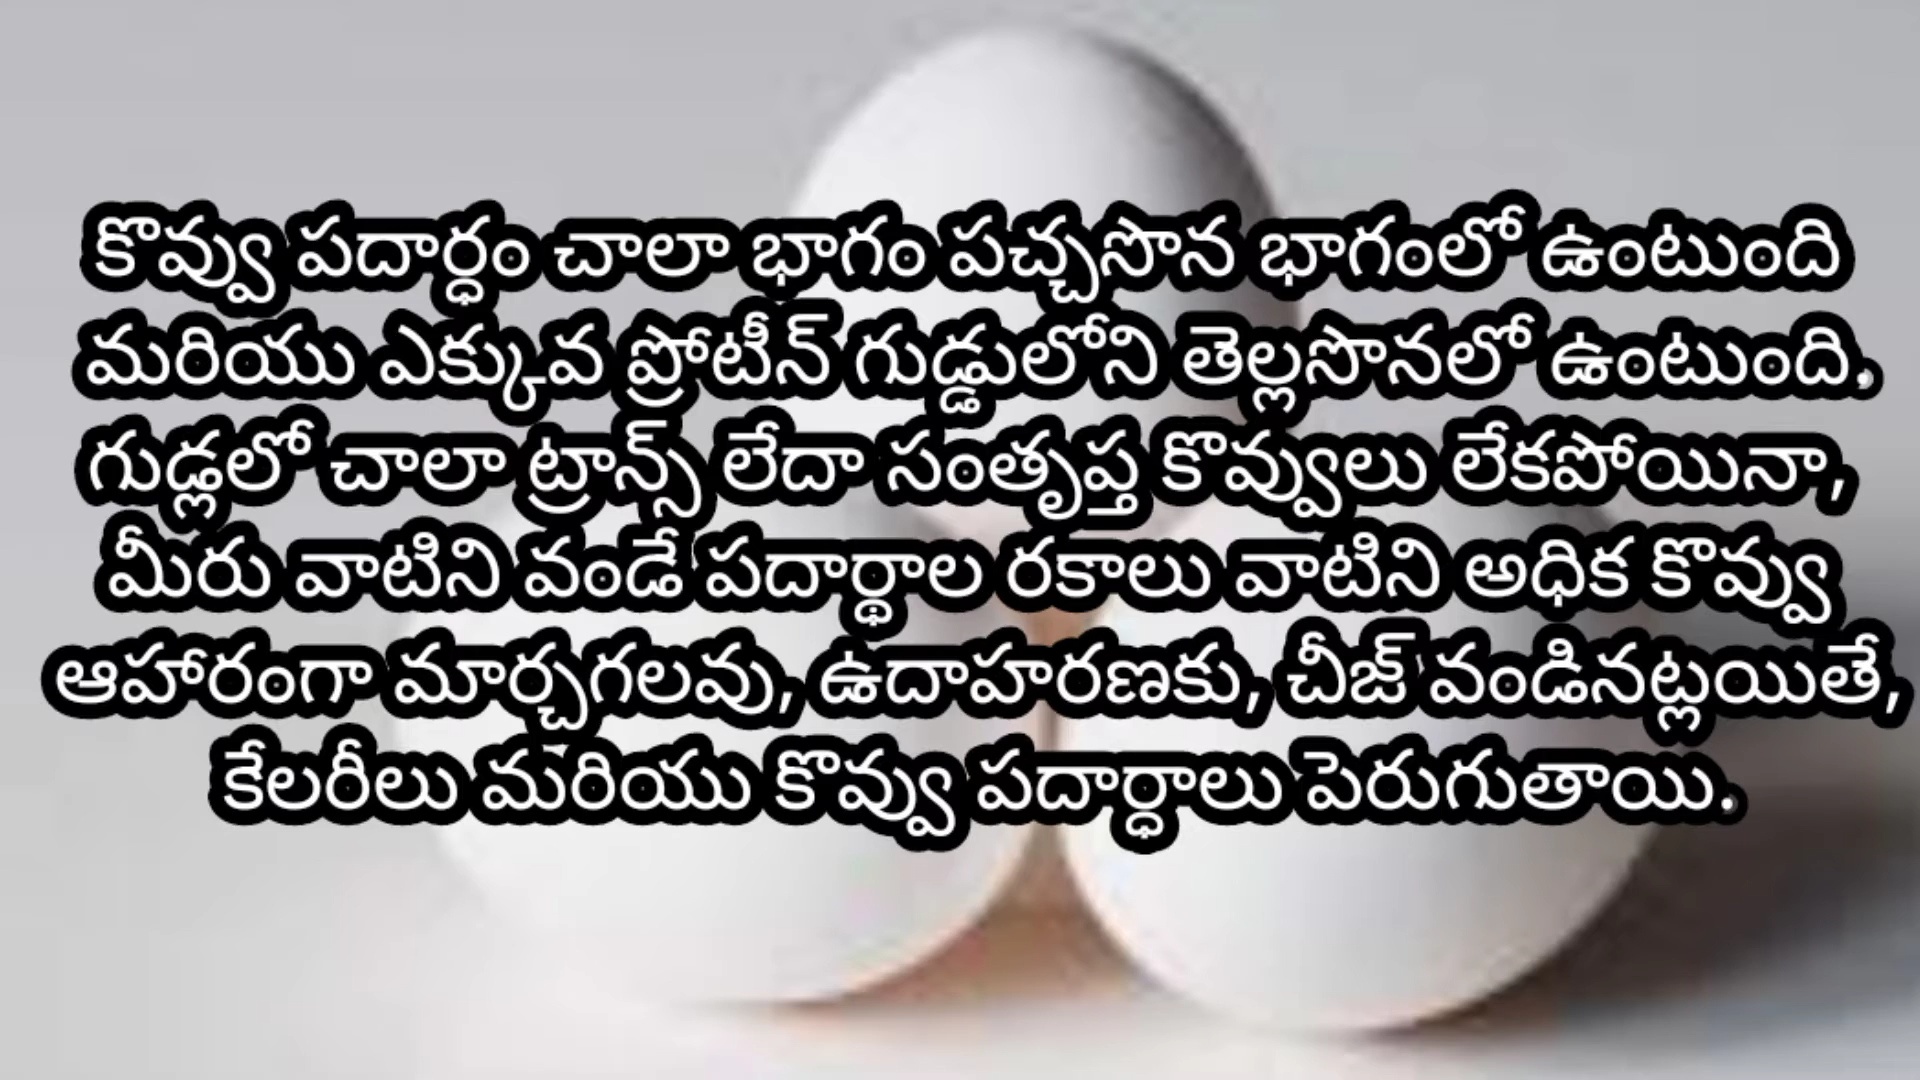 కొవ్వు పదార్ధం చాలా భాగం పచ్చసొన భాగంలో ఉంటుంది
మరియు ఎక్కువ ప్రోటీన్ గుడ్డులోని తెల్లసొనలో ఉంటుంది.
గుడ్లలో చాలా ట్రాన్స్ లేదా సంతృప్త కొవ్వులు లేకపోయినా,
మీరు వాటిని వండే పదార్థాల రకాలు వాటిని అధిక కొవ్వు
ఆహారంగా మార్చగలవు, ఉదాహరణకు, చీజ్ వండినట్లయితే,
కేలరీలు మరియు కొవ్వు పదార్ధాలు పెరుగుతాయి.